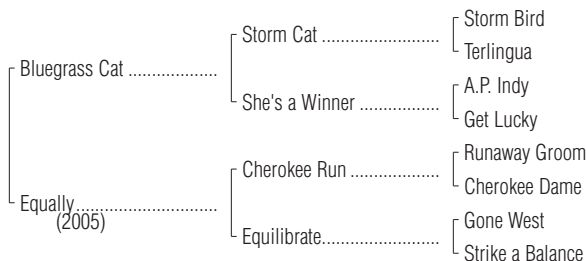 Storm Bird
Storm Cat ........................
Terlingua
Bluegrass Cat ..................
A.P. Indy
She's a Winner ................
Get Lucky
Runaway Groom
Cherokee Run ..................
Cherokee Dame
Equally............................
(2005)
Gone West
Equilibrate........................
Strike a Balance